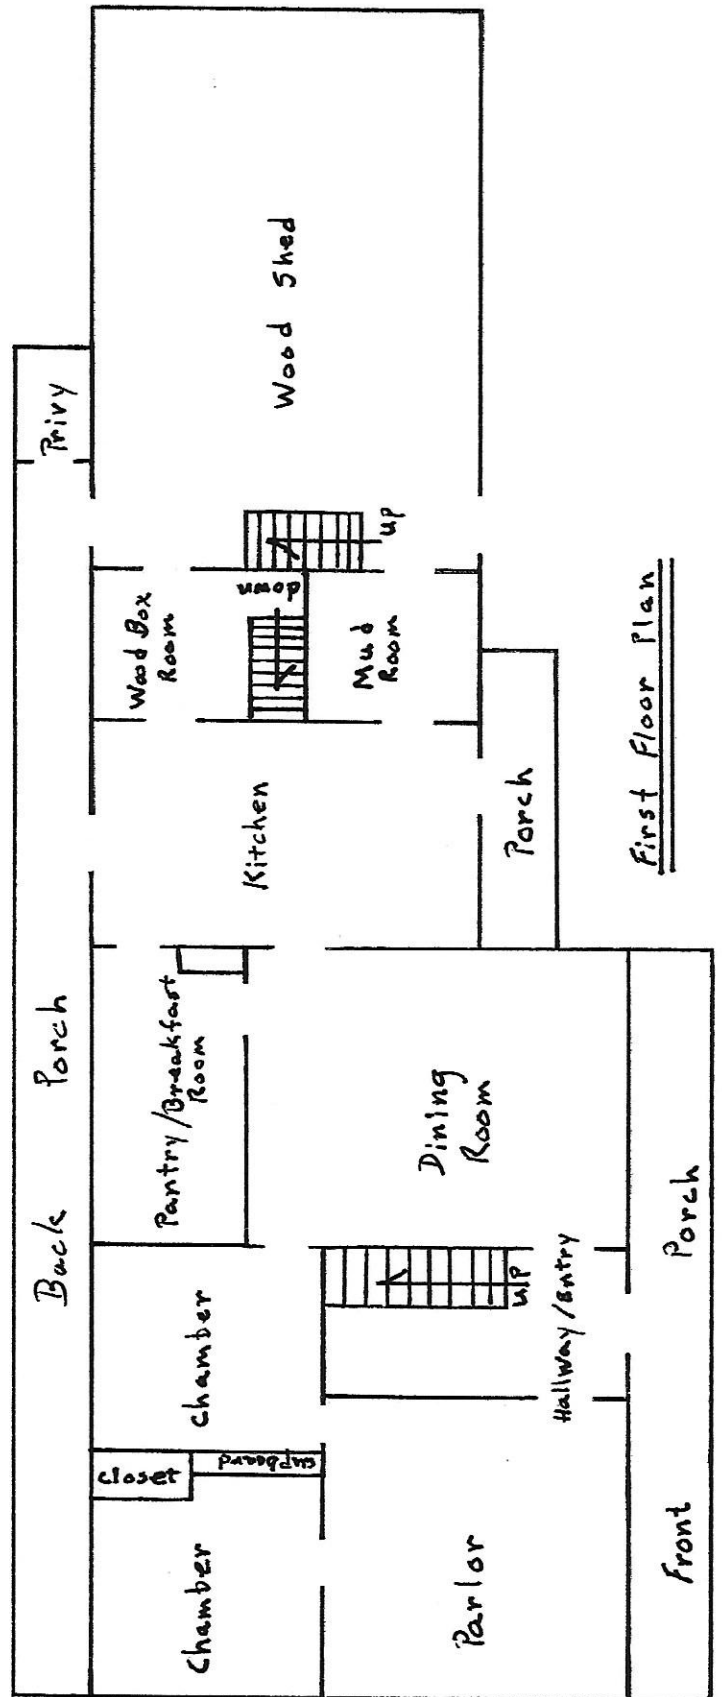 Back Porch
Privy
Chamber
closet
cupboard
Chamber
Pantry/Breakfast
Room
Kitchen
Wood Box
Room
down
Mud
Room
up
Wood Shed
Parlor
Hallway/Entry
up
Dining
Room
Porch
Front Porch
First Floor Plan